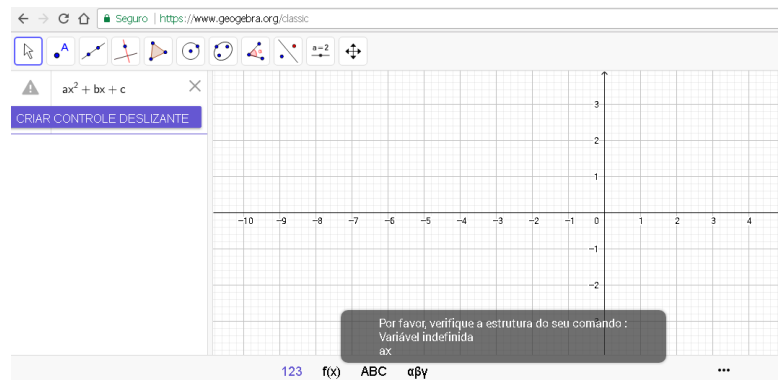 Seguro | https://www.geogebra.org/classic
A
a=2
ax² + bx + c
CRIAR CONTROLE DESLIZANTE
3
2
1
−10 −9 −8 −7 −6 −5 −4 −3 −2 −1 0 1 2 3 4
−1
−2
Por favor, verifique a estrutura do seu comando :
Variável indefinida
ax
123 f(x) ABC αβγ